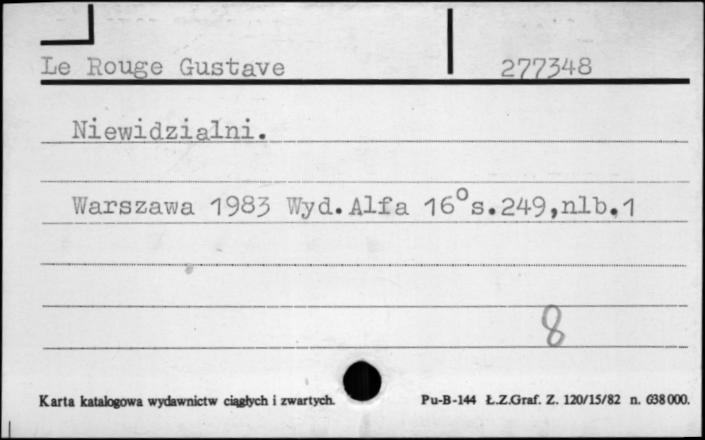 Le Rouge Gustave 277348
Niewidzialni.
Warszawa 1983 Wyd.Alfa 16°s.249,nlb.1
8
Karta katalogowa wydawnictw ciągłych i zwartych. Pu-B-144 Ł.Z.Graf. Z. 120/15/82 n. 638000.